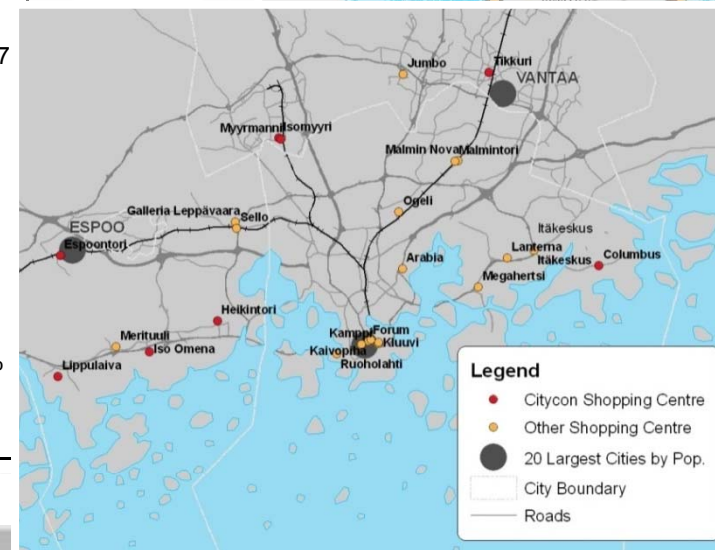 7
Jumbo
Tikkuri
VANTAA
Myyrmanni
Isomyyri
Malmin Nova
Malmintori
Galleria Leppävaara
Sello
Ogeli
ESPOO
Espoontori
Itäkeskus
Lanterna
Itäkeskus
Columbus
Arabia
Megahertsi
Heikintori
Merituuli
Iso Omena
Lippulaiva
Kamppi
Forum
Kluuvi
Kaivopiha
Ruoholahti
Legend
Citycon Shopping Centre
Other Shopping Centre
20 Largest Cities by Pop.
City Boundary
Roads